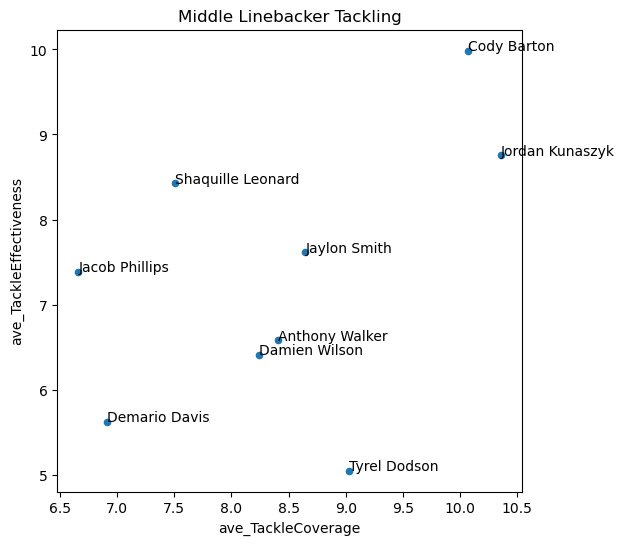 Middle Linebacker Tackling
10
Cody Barton
9
Jordan Kunaszyk
Shaquille Leonard
8
Jaylon Smith
Jacob Phillips
7
Anthony Walker
Damien Wilson
6
Demario Davis
5
Tyrel Dodson
ave_TackleEffectiveness
6.5 7.0 7.5 8.0 8.5 9.0 9.5 10.0 10.5
ave_TackleCoverage